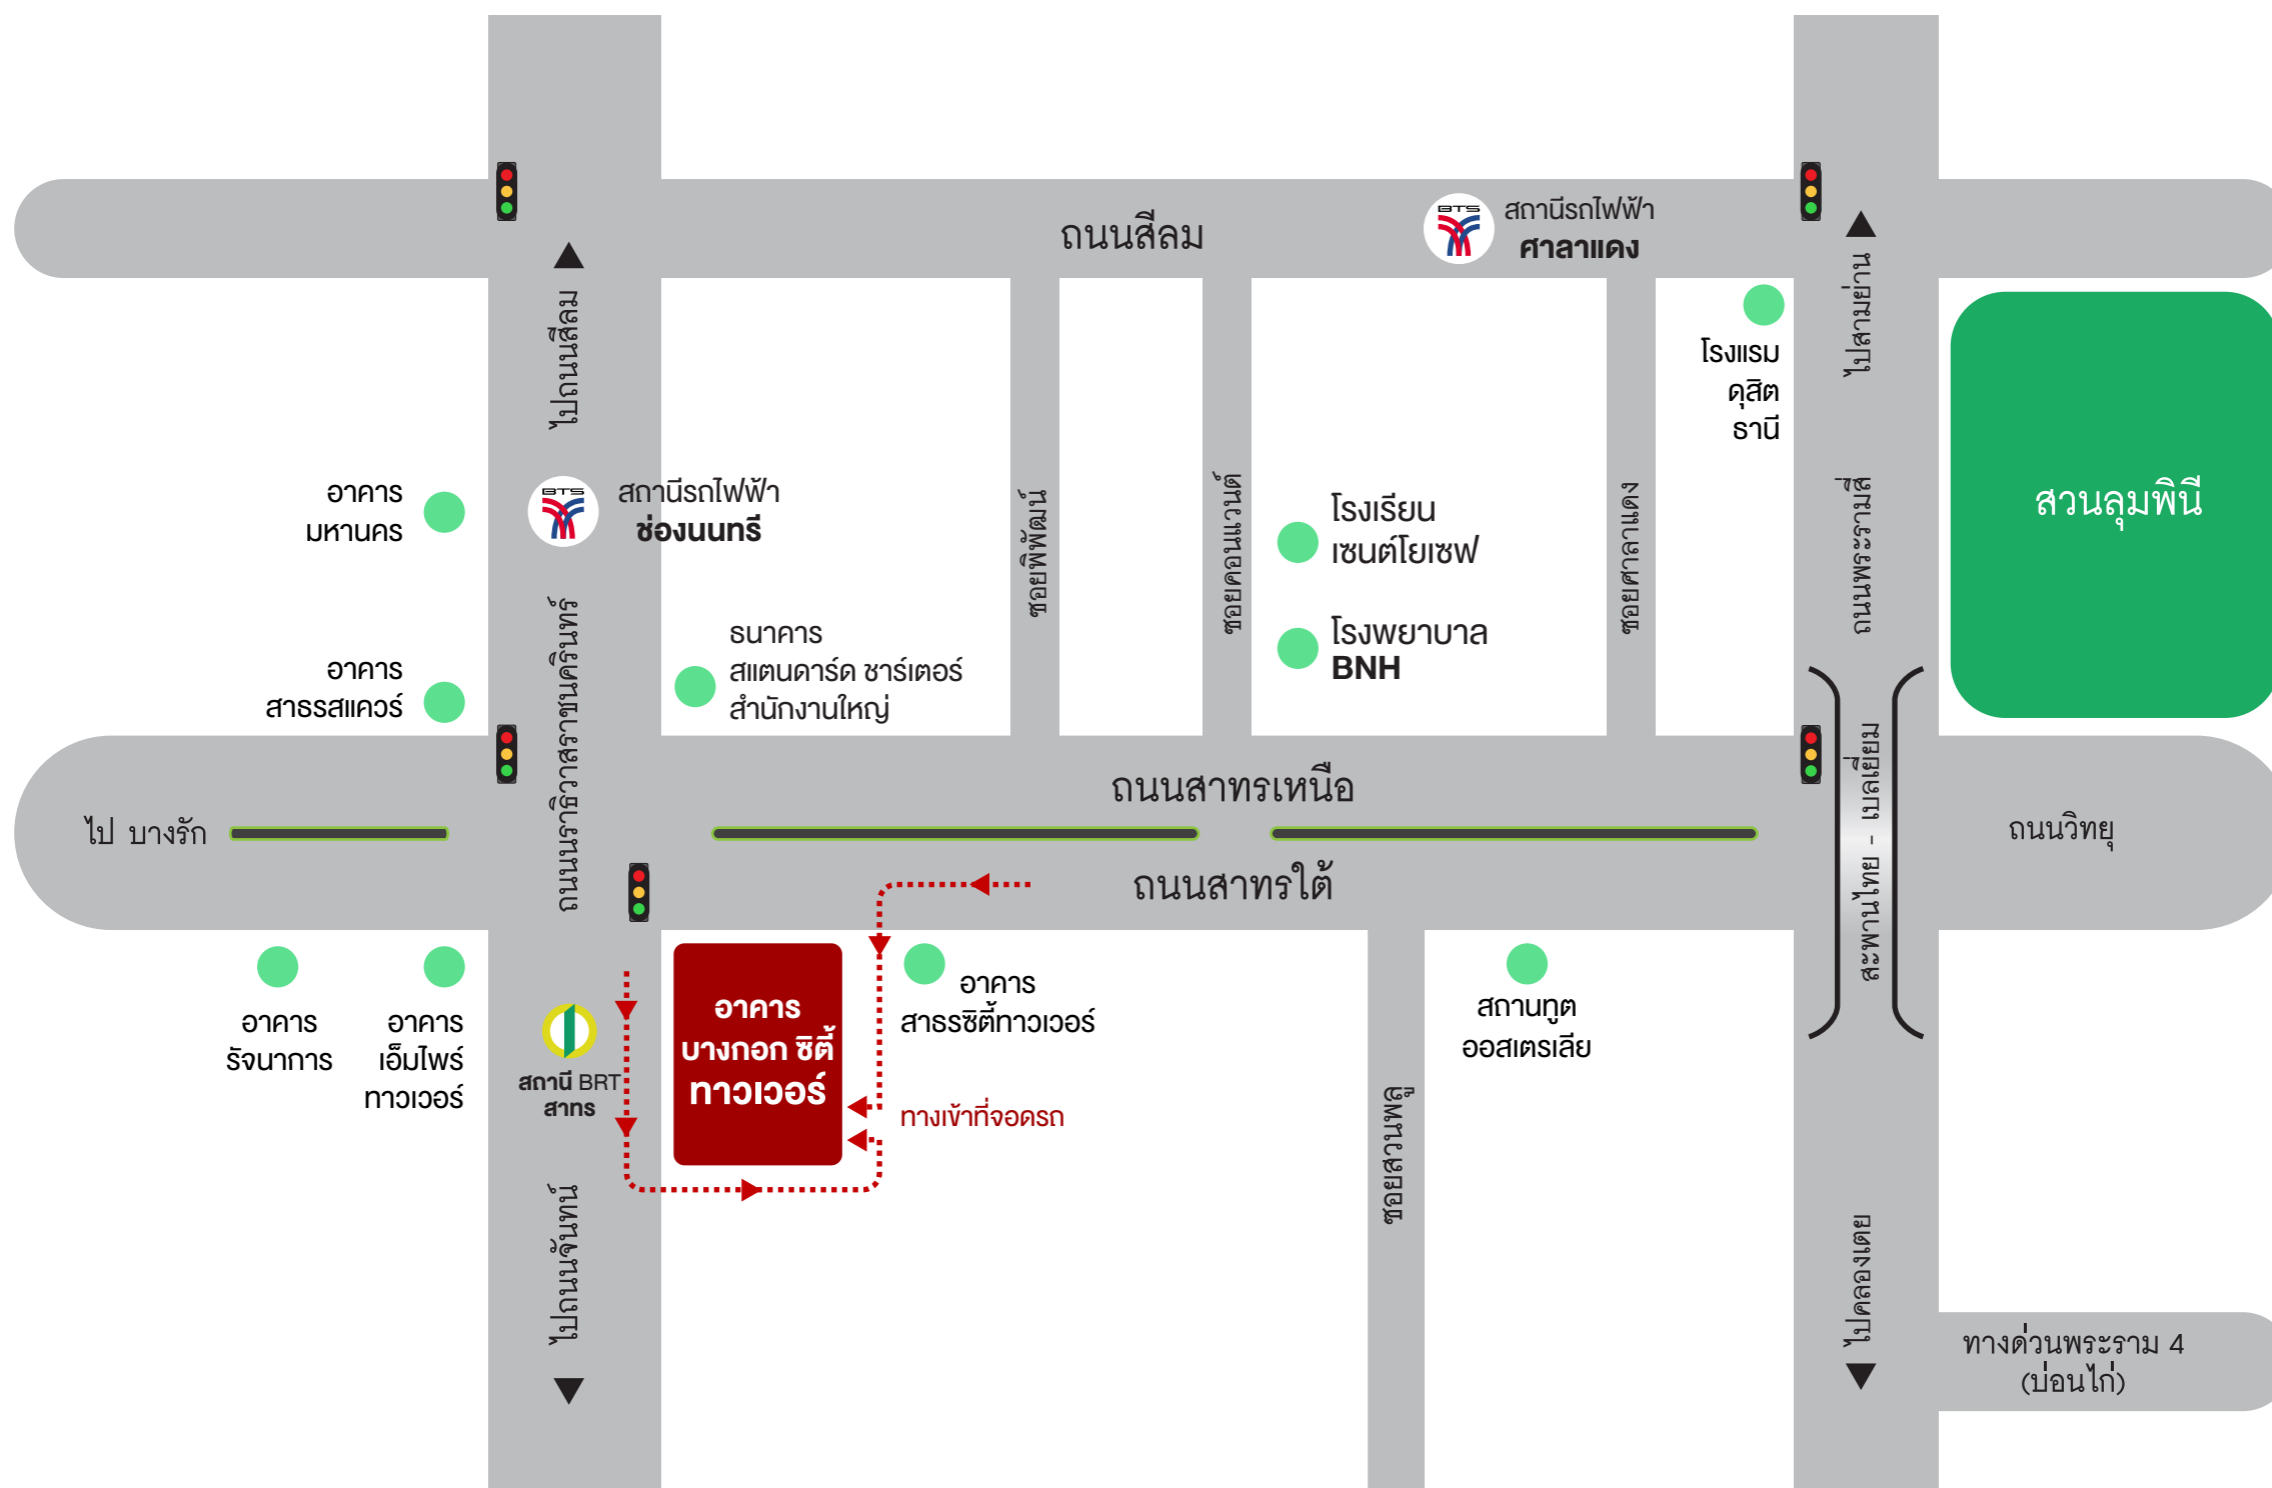 ถนนสีลม
BTS
สถานีรถไฟฟ้า
ศาลาแดง
ไปถนนสีลม
ไปสามย่าน
โรงแรม
ดุสิต
ธานี
อาคาร
มหานคร
BTS
สถานีรถไฟฟ้า
ช่องนนทรี
ซอยพิพัฒน์
ซอยคอนแวนต์
โรงเรียน
เซนต์โยเซฟ
โรงพยาบาล
BNH
ซอยศาลาแดง
ถนนพระรามสี่
สวนลุมพินี
อาคาร
สาธรสแควร์
ถนนนราธิวาสราชนครินทร์
ธนาคาร
สแตนดาร์ด ชาร์เตอร์
สำนักงานใหญ่
ถนนสาทรเหนือ
ไป บางรัก
ถนนสาทรใต้
สะพานไทย - เบลเยี่ยม
ถนนวิทยุ
อาคาร
รัจนาการ
อาคาร
เอ็มไพร์
ทาวเวอร์
สถานี BRT
สาทร
อาคาร
บางกอก ซิตี้
ทาวเวอร์
อาคาร
สาธรซิตี้ทาวเวอร์
ทางเข้าที่จอดรถ
สถานทูต
ออสเตรเลีย
ซอยสวนพลู
ไปถนนจันทน์
ไปคลองเตย
ทางด่วนพระราม 4
(บ่อนไก่)